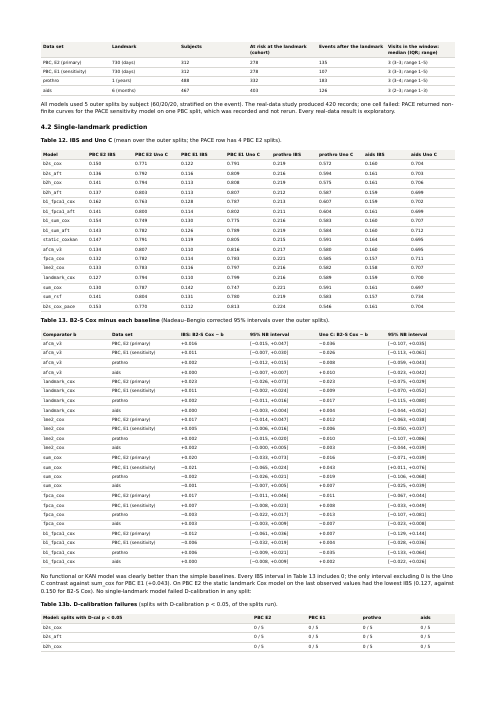 Data set Landmark Subjects At risk at the landmark (cohort) Events after the landmark Visits in the window: median (IQR; range)
PBC, E2 (primary) 730 (days) 312 278 135 3 (3–3; range 1–5)
PBC, E1 (sensitivity) 730 (days) 312 278 107 3 (3–3; range 1–5)
prothro 1 (years) 488 332 183 3 (3–3; range 1–5)
aids 6 (months) 467 403 126 3 (2–3; range 1–3)
All models used 5 outer splits by subject (60/20/20, stratified on the event). The real-data study produced 420 records; one cell failed: PACE returned non-
finite curves for the PACE sensitivity model on one PBC split, which was recorded and not rerun. Every real-data result is exploratory.
4.2 Single-landmark prediction
Table 12. IBS and Uno C (mean over the outer splits; the PACE row has 4 PBC E2 splits).
Model PBC E2 IBS PBC E2 Uno C PBC E1 IBS PBC E1 Uno C prothro IBS prothro Uno C aids IBS aids Uno C
b2s_cox 0.150 0.771 0.122 0.791 0.219 0.572 0.160 0.704
b2s_aft 0.136 0.792 0.116 0.809 0.216 0.594 0.161 0.703
b2h_cox 0.141 0.794 0.113 0.808 0.219 0.575 0.161 0.706
b2h_aft 0.137 0.803 0.113 0.807 0.212 0.587 0.159 0.699
b1_fpca1_cox 0.162 0.763 0.128 0.787 0.213 0.607 0.159 0.702
b1_fpca1_aft 0.141 0.800 0.114 0.802 0.211 0.604 0.161 0.699
b1_sum_cox 0.154 0.749 0.130 0.775 0.216 0.583 0.160 0.707
b1_sum_aft 0.143 0.782 0.126 0.789 0.219 0.583 0.160 0.712
static_coxkan 0.147 0.791 0.119 0.805 0.215 0.591 0.164 0.695
afcm_v3 0.134 0.807 0.110 0.816 0.217 0.580 0.160 0.695
fpca_cox 0.132 0.782 0.114 0.783 0.221 0.585 0.157 0.711
lme2_cox 0.133 0.783 0.116 0.797 0.216 0.582 0.158 0.707
landmark_cox 0.127 0.794 0.110 0.799 0.216 0.589 0.159 0.700
sum_cox 0.130 0.787 0.142 0.747 0.221 0.591 0.161 0.697
sum_rsf 0.141 0.804 0.131 0.780 0.219 0.583 0.157 0.734
b2s_cox_pace 0.153 0.770 0.112 0.813 0.224 0.546 0.161 0.704
Table 13. B2-S Cox minus each baseline (Nadeau–Bengio corrected 95% intervals over the outer splits).
Comparator b Data set IBS: B2-S Cox − b 95% NB interval Uno C: B2-S Cox − b 95% NB interval
afcm_v3 PBC, E2 (primary) +0.016 [−0.015, +0.047] −0.036 [−0.107, +0.035]
afcm_v3 PBC, E1 (sensitivity) +0.011 [−0.007, +0.030] −0.026 [−0.113, +0.061]
afcm_v3 prothro +0.002 [−0.011, +0.015] −0.008 [−0.059, +0.043]
afcm_v3 aids +0.000 [−0.007, +0.007] +0.010 [−0.023, +0.042]
landmark_cox PBC, E2 (primary) +0.023 [−0.026, +0.073] −0.023 [−0.075, +0.029]
landmark_cox PBC, E1 (sensitivity) +0.011 [−0.002, +0.024] −0.009 [−0.070, +0.052]
landmark_cox prothro +0.002 [−0.011, +0.016] −0.017 [−0.115, +0.080]
landmark_cox aids +0.000 [−0.003, +0.004] +0.004 [−0.044, +0.052]
lme2_cox PBC, E2 (primary) +0.017 [−0.014, +0.047] −0.012 [−0.063, +0.038]
lme2_cox PBC, E1 (sensitivity) +0.005 [−0.006, +0.016] −0.006 [−0.050, +0.037]
lme2_cox prothro +0.002 [−0.015, +0.020] −0.010 [−0.107, +0.086]
lme2_cox aids +0.002 [−0.000, +0.005] −0.003 [−0.044, +0.039]
sum_cox PBC, E2 (primary) +0.020 [−0.033, +0.073] −0.016 [−0.071, +0.039]
sum_cox PBC, E1 (sensitivity) −0.021 [−0.065, +0.024] +0.043 [+0.011, +0.076]
sum_cox prothro −0.002 [−0.026, +0.021] −0.019 [−0.106, +0.068]
sum_cox aids −0.001 [−0.007, +0.005] +0.007 [−0.025, +0.039]
fpca_cox PBC, E2 (primary) +0.017 [−0.011, +0.046] −0.011 [−0.067, +0.044]
fpca_cox PBC, E1 (sensitivity) +0.007 [−0.008, +0.023] +0.008 [−0.033, +0.049]
fpca_cox prothro −0.003 [−0.022, +0.017] −0.013 [−0.107, +0.081]
fpca_cox aids +0.003 [−0.003, +0.009] −0.007 [−0.023, +0.008]
b1_fpca1_cox PBC, E2 (primary) −0.012 [−0.061, +0.036] +0.007 [−0.129, +0.144]
b1_fpca1_cox PBC, E1 (sensitivity) −0.006 [−0.027, +0.016] +0.004 [−0.028, +0.036]
b1_fpca1_cox prothro +0.006 [−0.009, +0.021] −0.035 [−0.133, +0.064]
b1_fpca1_cox aids +0.000 [−0.008, +0.009] +0.002 [−0.022, +0.026]
No functional or KAN model was clearly better than the simple baselines. Every IBS interval in Table 13 includes 0; the only interval excluding 0 is the Uno
C contrast against sum_cox for PBC E1 (+0.043). On PBC E2 the static landmark Cox model on the last observed values had the lowest IBS (0.127, against
0.150 for B2-S Cox). No single-landmark model failed D-calibration in any split:
Table 13b. D-calibration failures (splits with D-calibration p < 0.05, of the splits run).
Model: splits with D-cal p < 0.05 PBC E2 PBC E1 prothro aids
b2s_cox 0 / 5 0 / 5 0 / 5 0 / 5
b2s_aft 0 / 5 0 / 5 0 / 5 0 / 5
b2h_cox 0 / 5 0 / 5 0 / 5 0 / 5